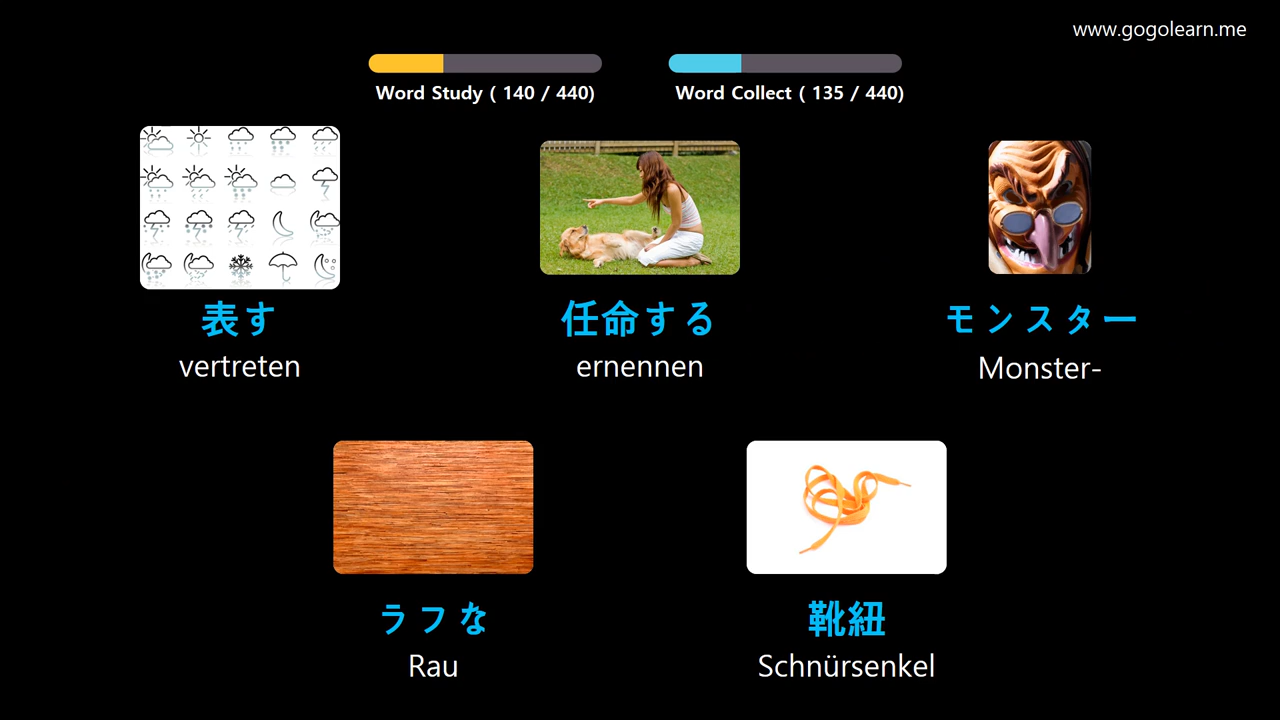 www.gogolearn.me
Word Study ( 140 / 440)
Word Collect ( 135 / 440)
表す
vertreten
任命する
ernennen
モンスター
Monster-
ラフな
Rau
靴紐
Schnürsenkel